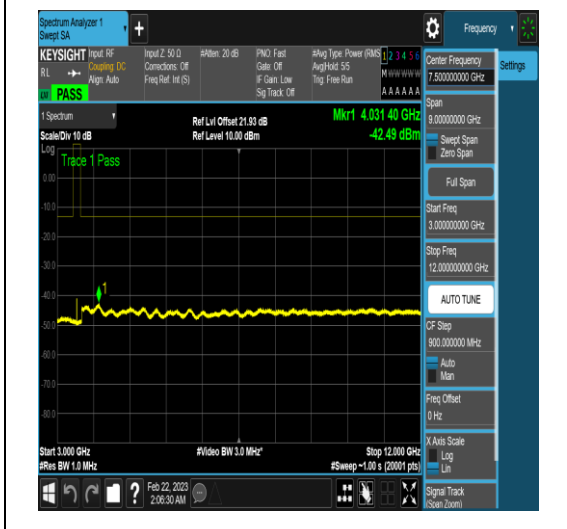 Spectrum Analyzer 1
Swept SA
+
Frequency
KEYSIGHT
RL
PASS
Input: RF
Coupling: DC
Align: Auto
Input Z: 50 Ω
Corrections: Off
Freq Ref: Int (S)
#Atten: 20 dB
PNO: Fast
Gate: Off
IF Gain: Low
Sig Track: Off
#Avg Type: Power (RMS
Avg|Hold: 5/5
Trig: Free Run
1 2 3 4 5 6
M W W W W W
A A A A A A
1 Spectrum
Scale/Div 10 dB
Ref Lvl Offset 21.93 dB
Ref Level 10.00 dBm
Mkr1 4.031 40 GHz
-42.49 dBm
Log
Trace 1 Pass
0.00
-10.0
-20.0
-30.0
-40.0
-50.0
-60.0
-70.0
-80.0
1
Start 3.000 GHz
#Res BW 1.0 MHz
#Video BW 3.0 MHz*
Stop 12.000 GHz
#Sweep ~1.00 s (20001 pts)
?
Feb 22, 2023
2:06:30 AM
Center Frequency
7.500000000 GHz
Settings
Span
9.00000000 GHz
Swept Span
Zero Span
Full Span
Start Freq
3.000000000 GHz
Stop Freq
12.000000000 GHz
AUTO TUNE
CF Step
900.000000 MHz
Auto
Man
Freq Offset
0 Hz
X Axis Scale
Log
Lin
Signal Track
(Span Zoom)